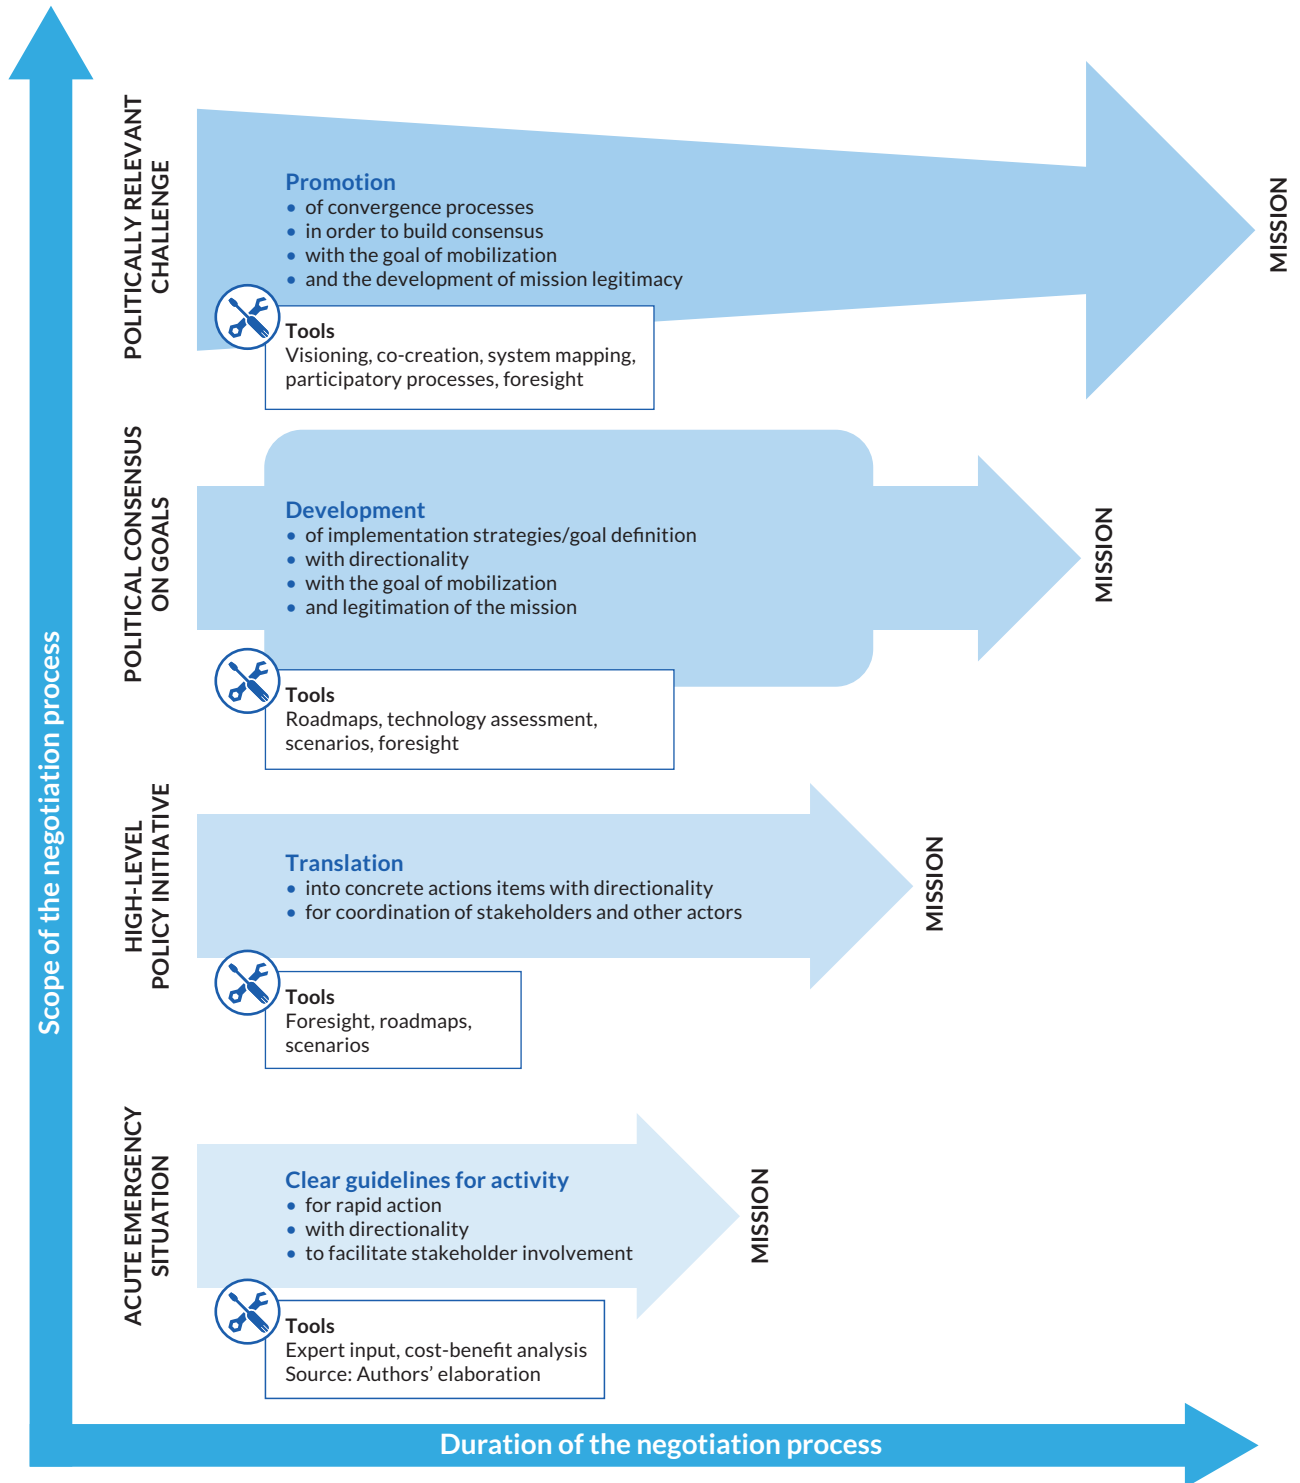 Scope of the negotiation process
POLITICALLY RELEVANT
CHALLENGE
Promotion
• of convergence processes
• in order to build consensus
• with the goal of mobilization
• and the development of mission legitimacy
Tools
Visioning, co-creation, system mapping,
participatory processes, foresight
MISSION
POLITICAL CONSENSUS
ON GOALS
Development
• of implementation strategies/goal definition
• with directionality
• with the goal of mobilization
• and legitimation of the mission
Tools
Roadmaps, technology assessment,
scenarios, foresight
MISSION
HIGH-LEVEL
POLICY INITIATIVE
Translation
• into concrete actions items with directionality
• for coordination of stakeholders and other actors
Tools
Foresight, roadmaps,
scenarios
MISSION
ACUTE EMERGENCY
SITUATION
Clear guidelines for activity
• for rapid action
• with directionality
• to facilitate stakeholder involvement
Tools
Expert input, cost-benefit analysis
Source: Authors’ elaboration
MISSION
Duration of the negotiation process